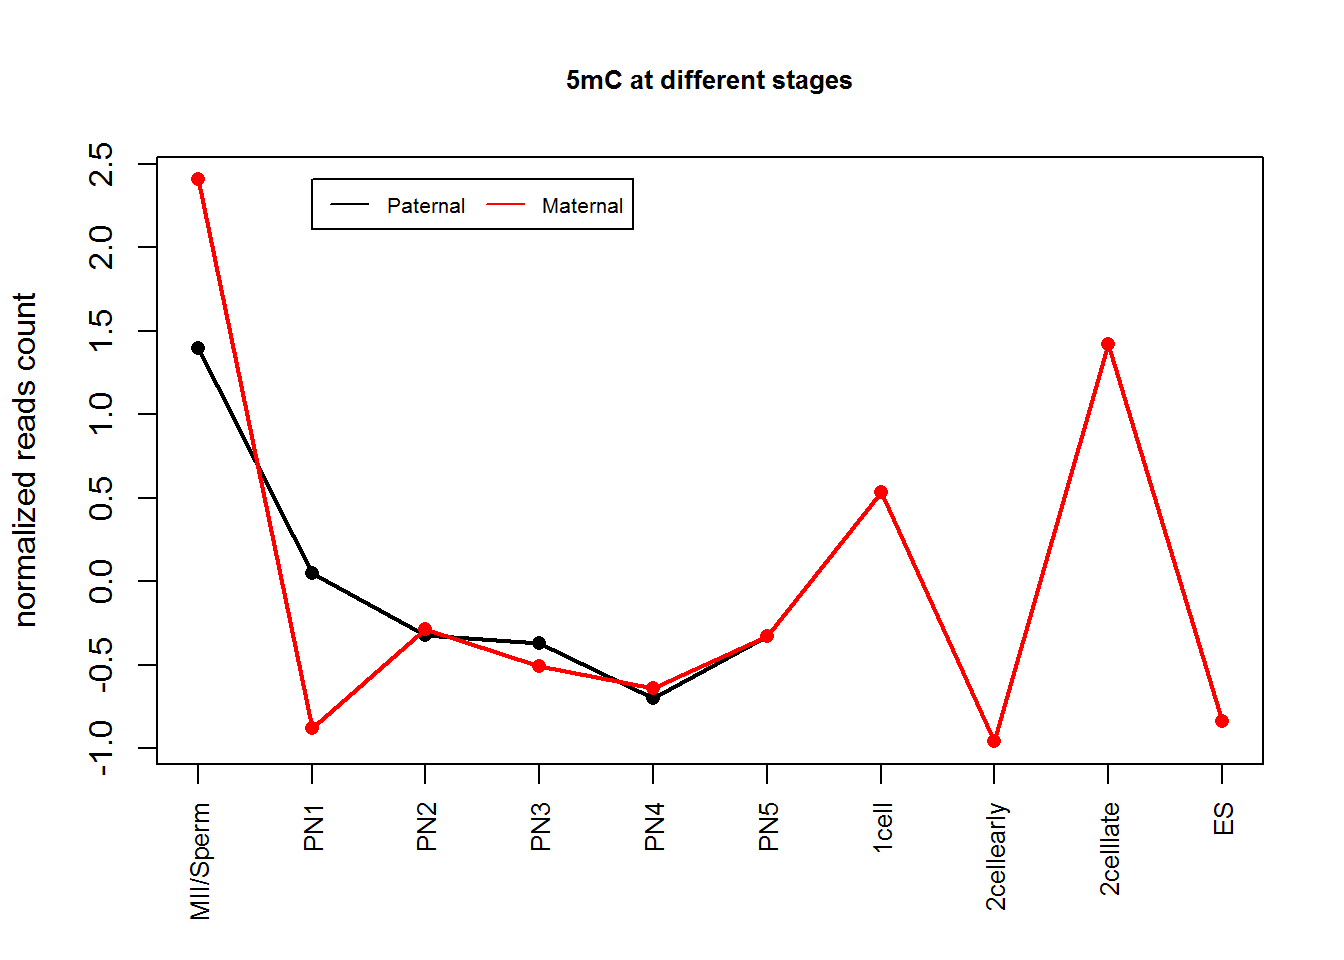 5mC at different stages
Paternal Maternal
normalized reads count
2.5
2.0
1.5
1.0
0.5
0.0
-0.5
-1.0
MII/Sperm
PN1
PN2
PN3
PN4
PN5
1cell
2cellearly
2celllate
ES